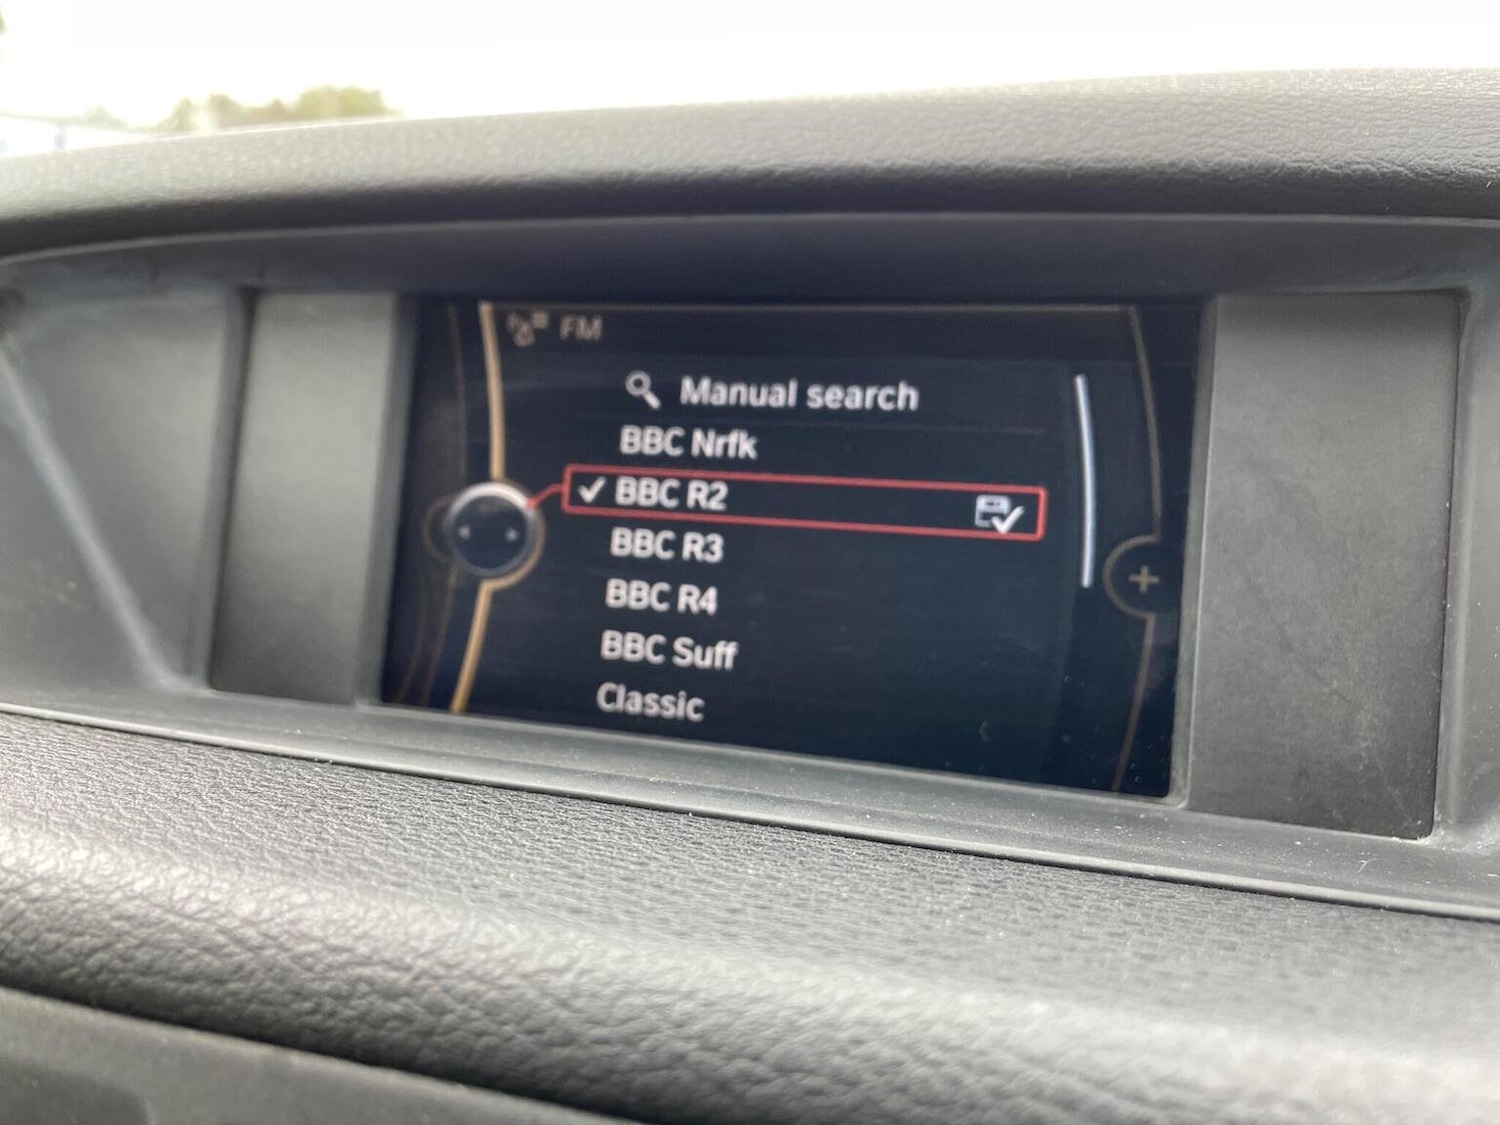 FM
Manual search
BBC Nrfk
BBC R2
BBC R3
BBC R4
BBC Suff
Classic